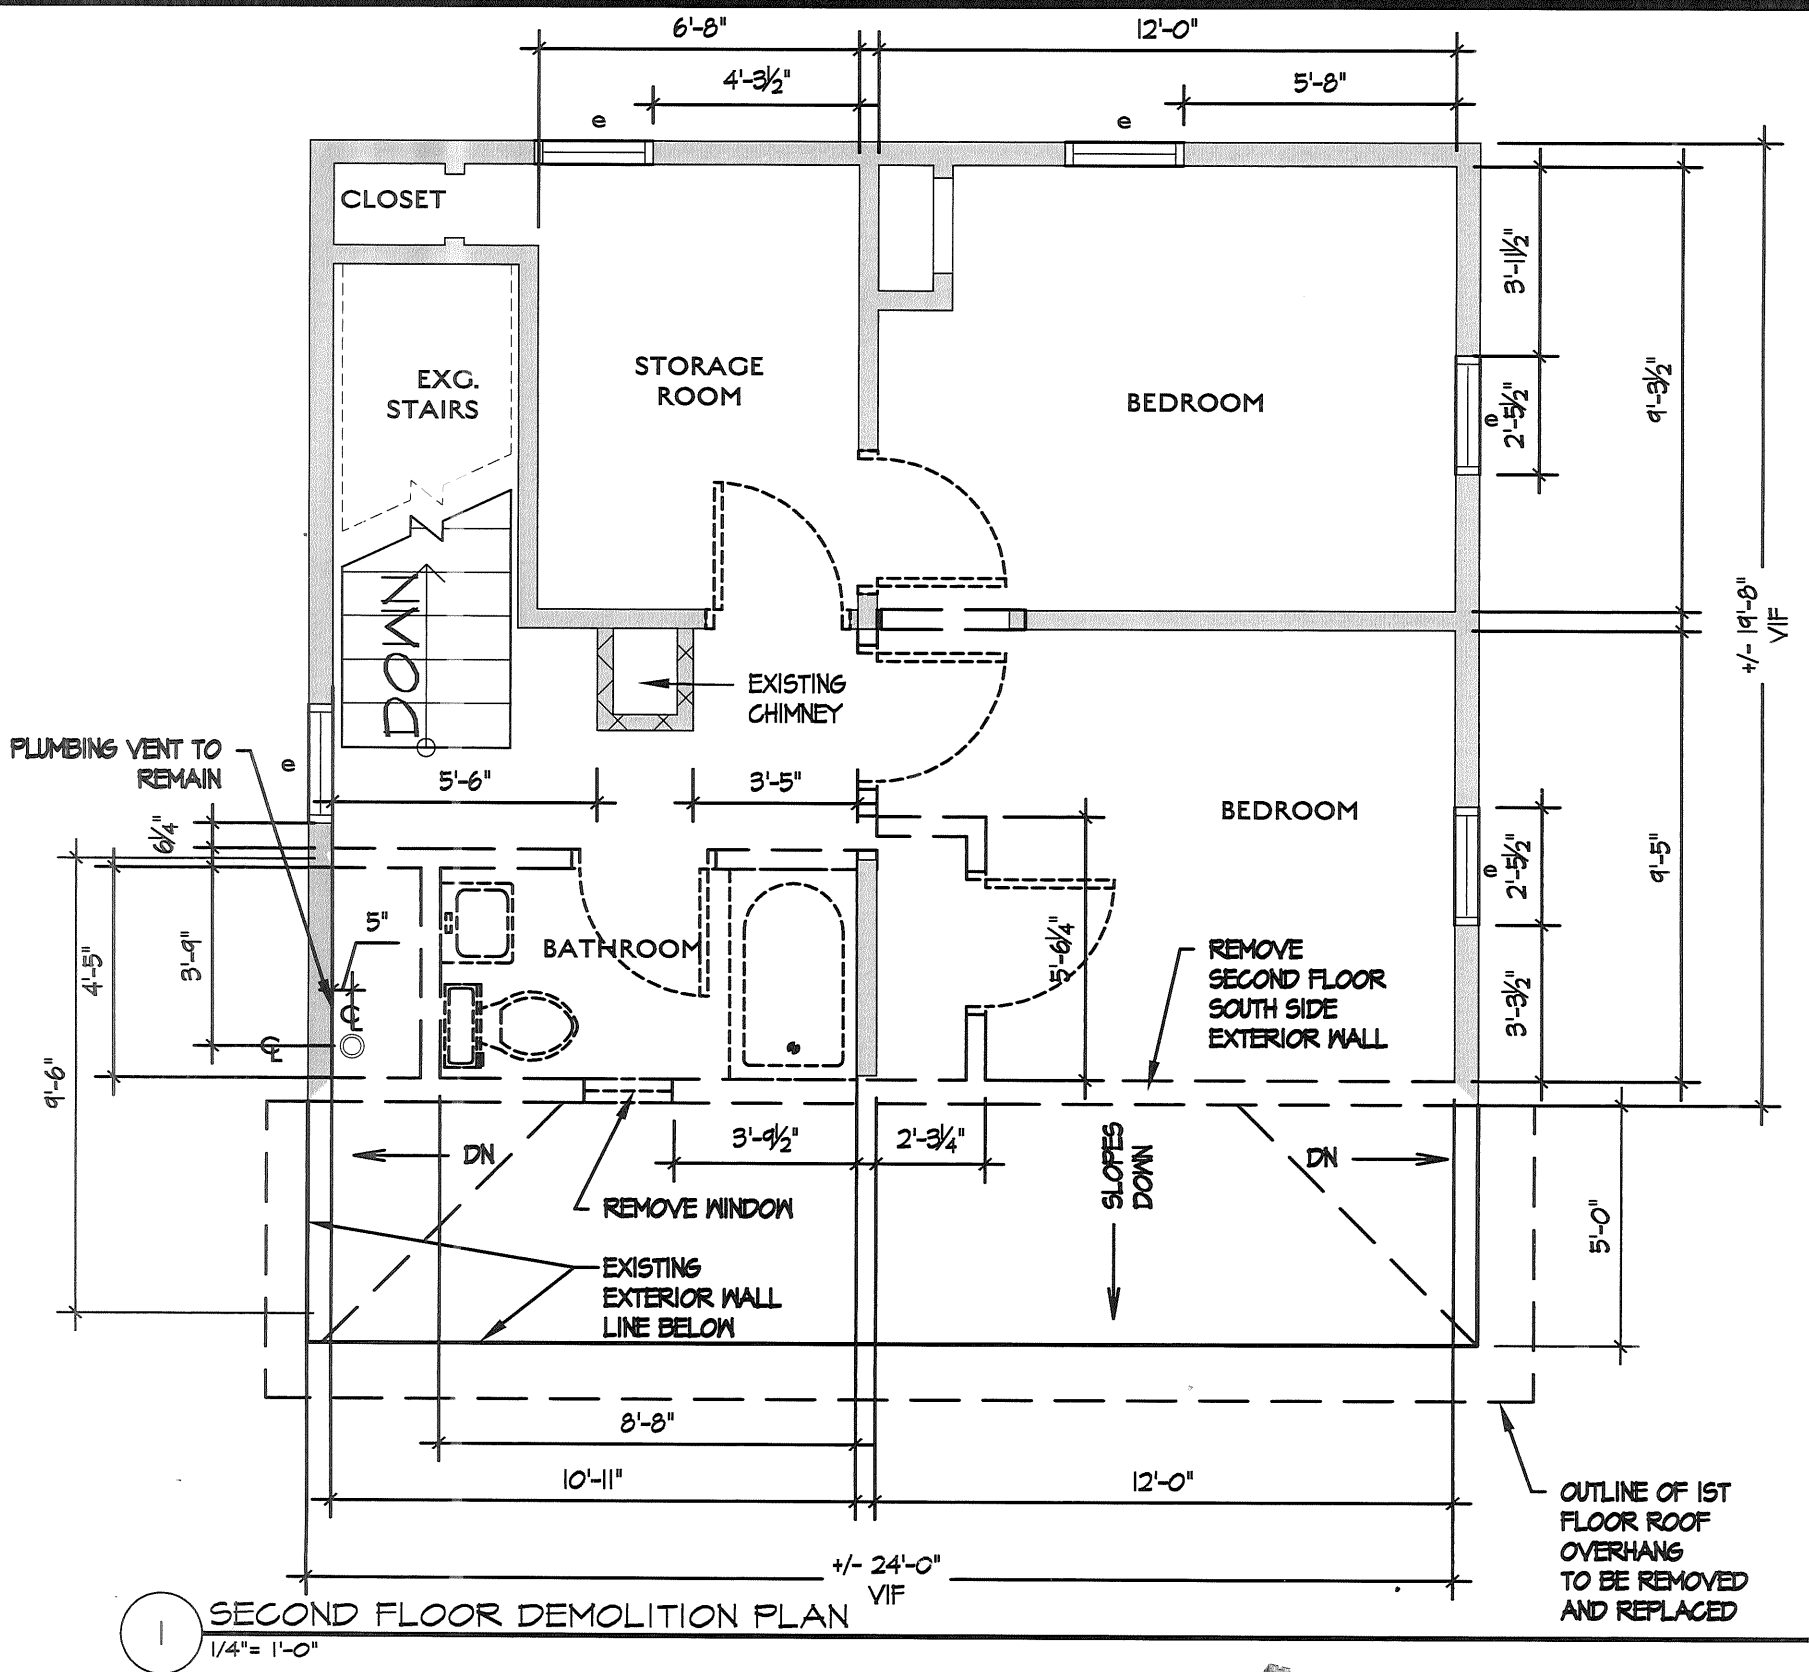 6'-8"
12'-0"
4'-3½"
5'-8"
e
e
CLOSET
3'-11½"
EXG.
STAIRS
STORAGE
ROOM
BEDROOM
e
2'-5½"
9'-3½"
+/- 19'-8"
VIF
DOWN
EXISTING
CHIMNEY
PLUMBING VENT TO
REMAIN
e
5'-6"
3'-5"
BEDROOM
6¼"
e
2'-5½"
9'-5"
5"
BATHROOM
5'-6¼"
REMOVE
SECOND FLOOR
SOUTH SIDE
EXTERIOR WALL
4'-5"
3'-9"
3'-3½"
CL
CL
9'-6"
DN
3'-9½"
2'-3¼"
SLOPES
DOWN
DN
REMOVE WINDOW
5'-0"
EXISTING
EXTERIOR WALL
LINE BELOW
8'-8"
10'-11"
12'-0"
OUTLINE OF 1ST
FLOOR ROOF
OVERHANG
TO BE REMOVED
AND REPLACED
+/- 24'-0"
VIF
1
SECOND FLOOR DEMOLITION PLAN
1/4"= 1'-0"